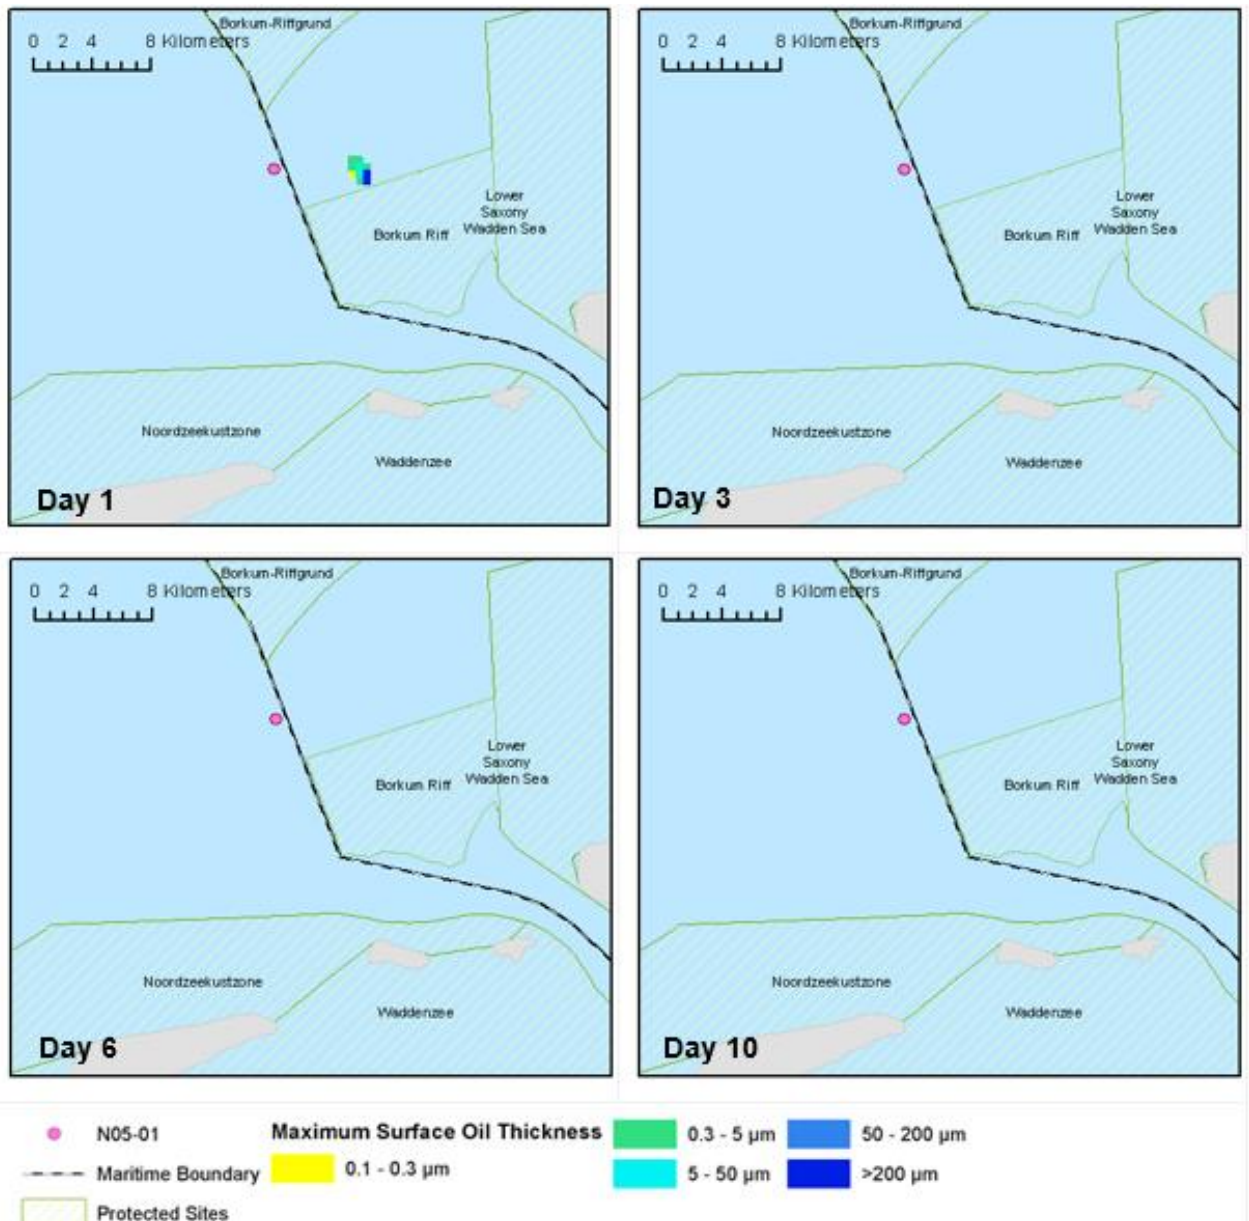 Borkum-Riffgrund
0 2 4 8 Kilometers
Lower
Saxony
Wadden Sea
Borkum Riff
Noordzeekustzone
Waddenzee
Day 1
Borkum-Riffgrund
0 2 4 8 Kilometers
Lower
Saxony
Wadden Sea
Borkum Riff
Noordzeekustzone
Waddenzee
Day 3
Borkum-Riffgrund
0 2 4 8 Kilometers
Lower
Saxony
Wadden Sea
Borkum Riff
Noordzeekustzone
Waddenzee
Day 6
Borkum-Riffgrund
0 2 4 8 Kilometers
Lower
Saxony
Wadden Sea
Borkum Riff
Noordzeekustzone
Waddenzee
Day 10
N05-01
Maritime Boundary
Protected Sites
Maximum Surface Oil Thickness
0.1 - 0.3 µm
0.3 - 5 µm
5 - 50 µm
50 - 200 µm
>200 µm